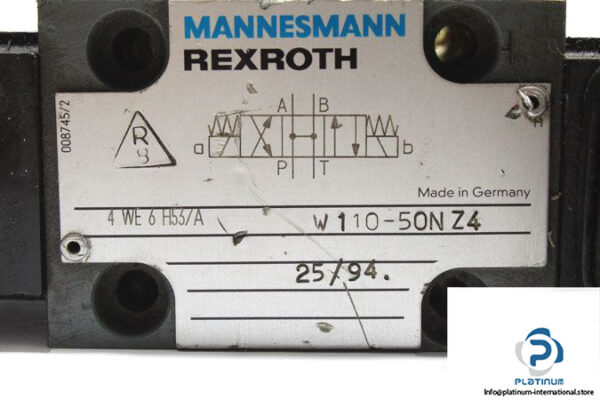 MANNESMANN
REXROTH
008745/2
R
A B
a b
P T
Made in Germany
4 WE 6 H53/A W 110-50N Z4
25/94.
PLATINUM
info@platinum-international.store